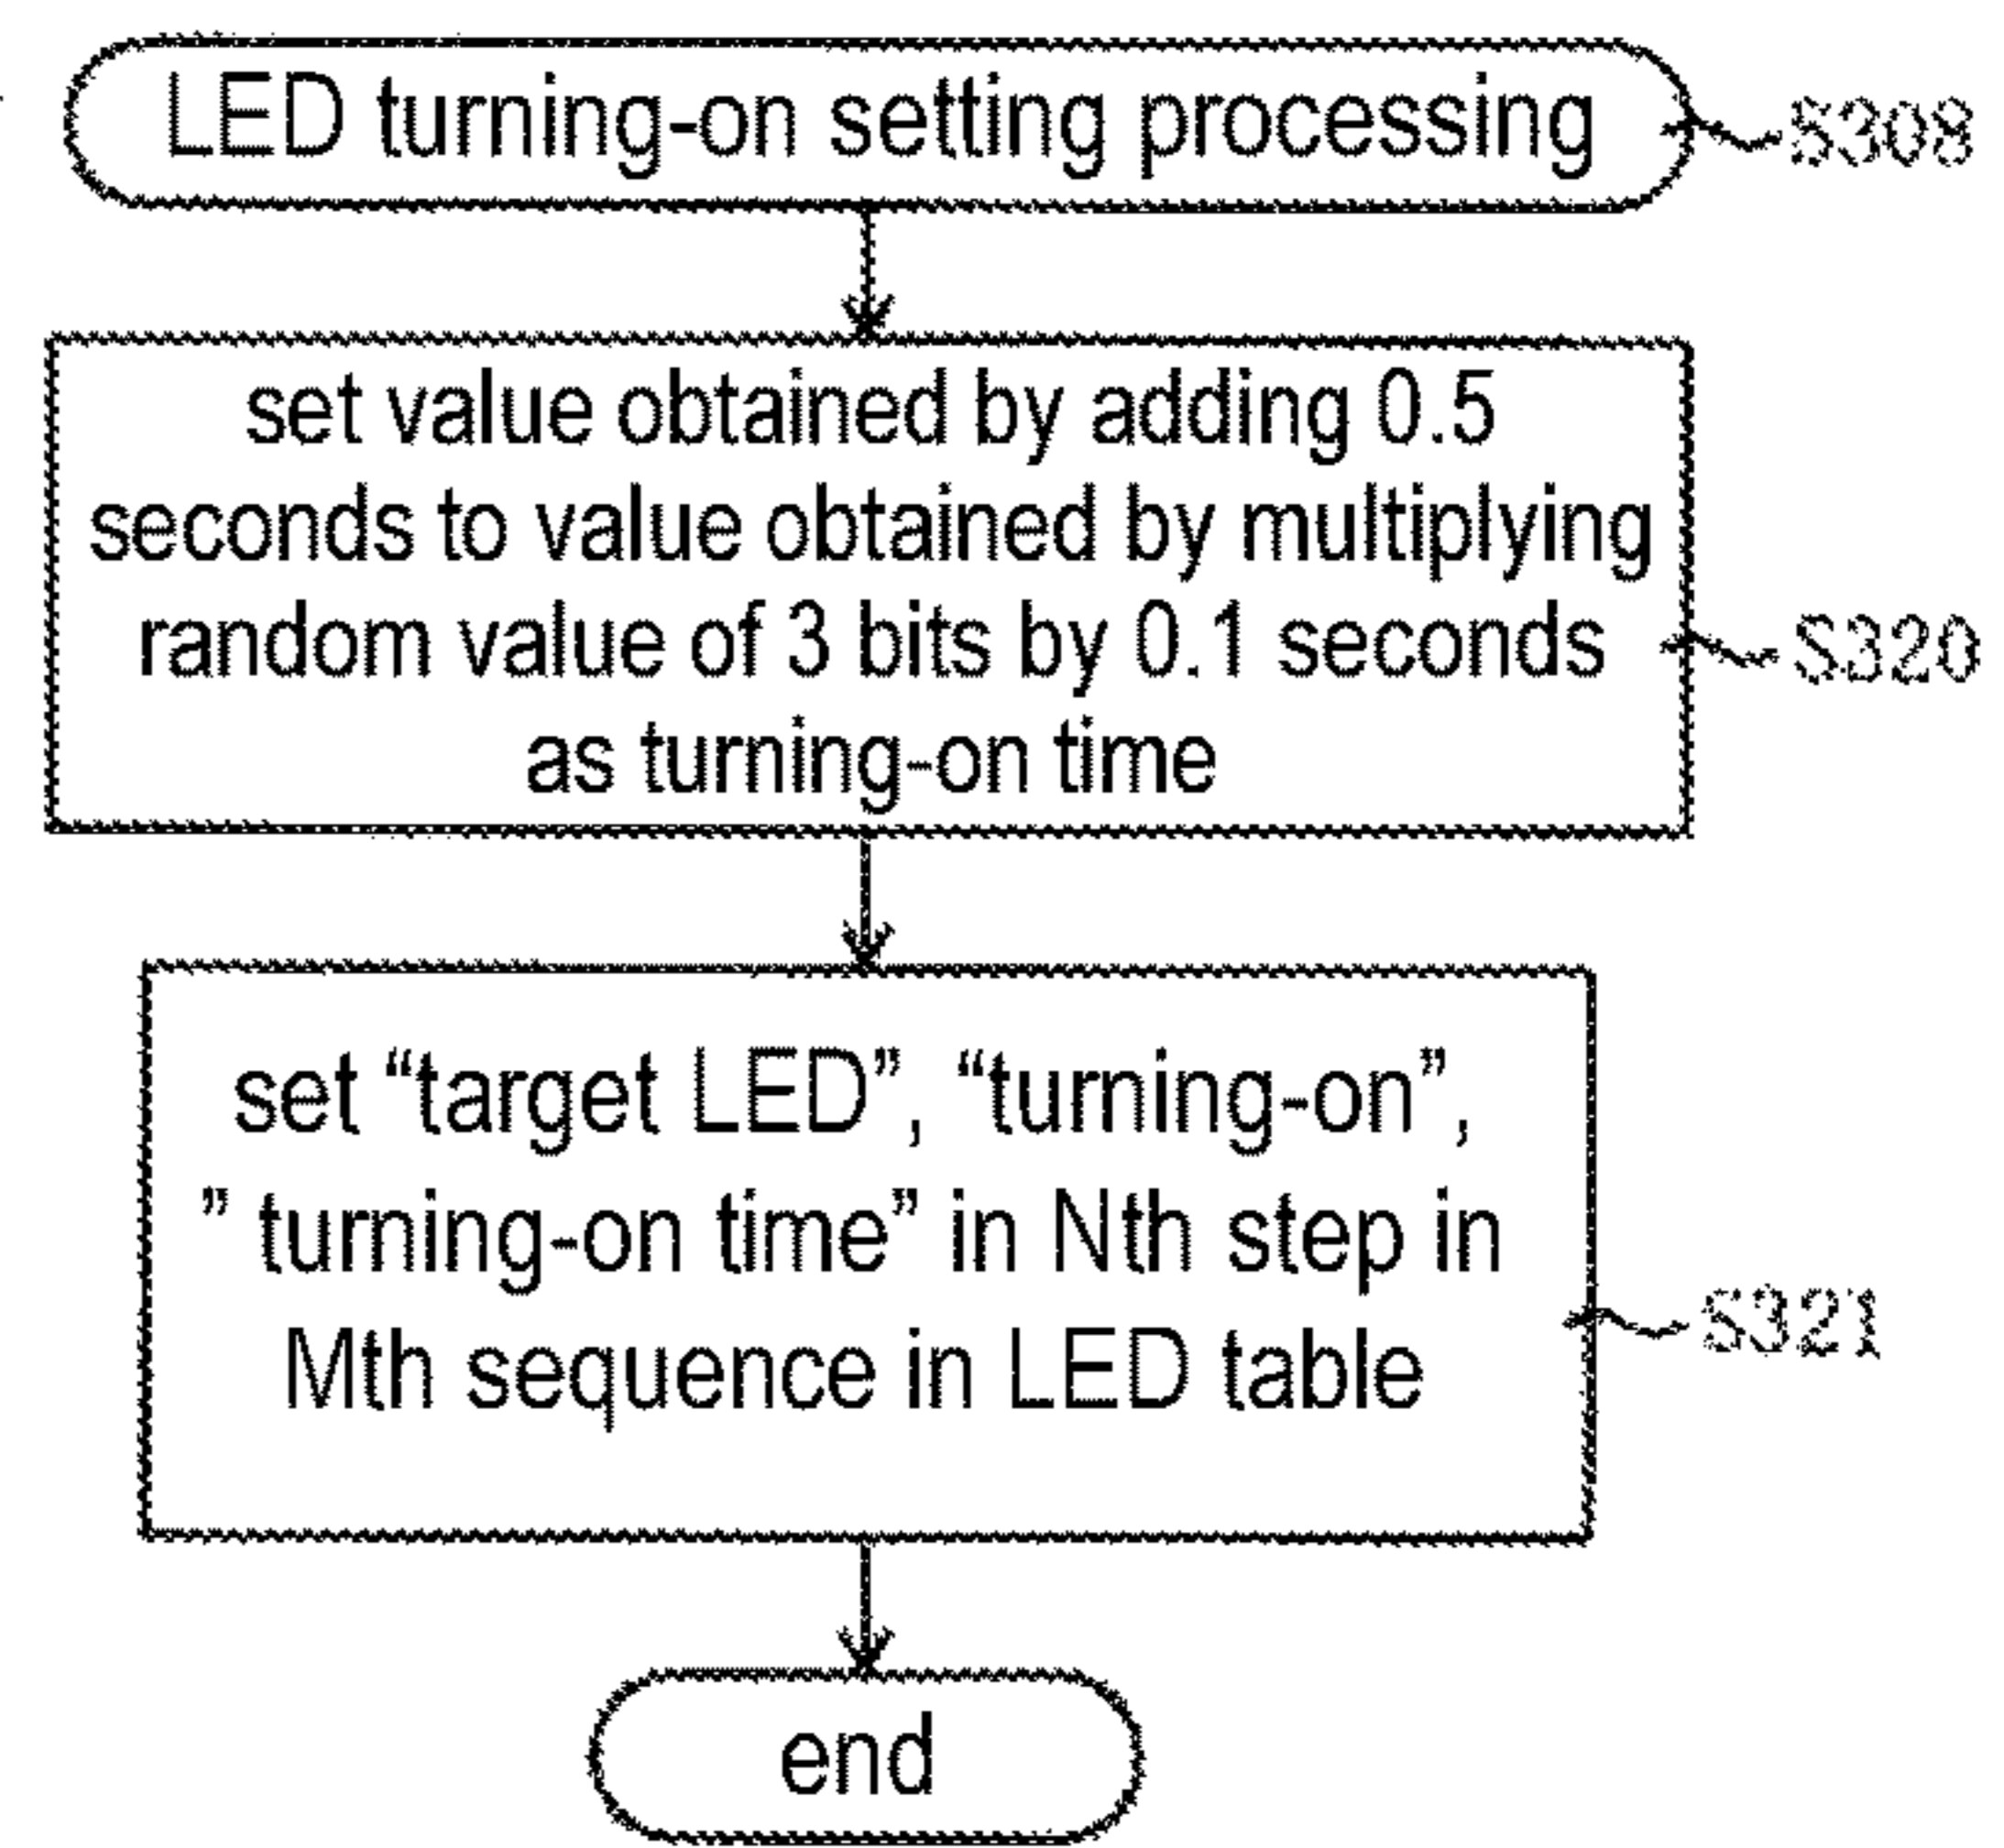 LED turning-on setting processing
S308
set value obtained by adding 0.5
seconds to value obtained by multiplying
random value of 3 bits by 0.1 seconds
as turning-on time
S320
set “target LED”, “turning-on”,
” turning-on time” in Nth step in
Mth sequence in LED table
S321
end